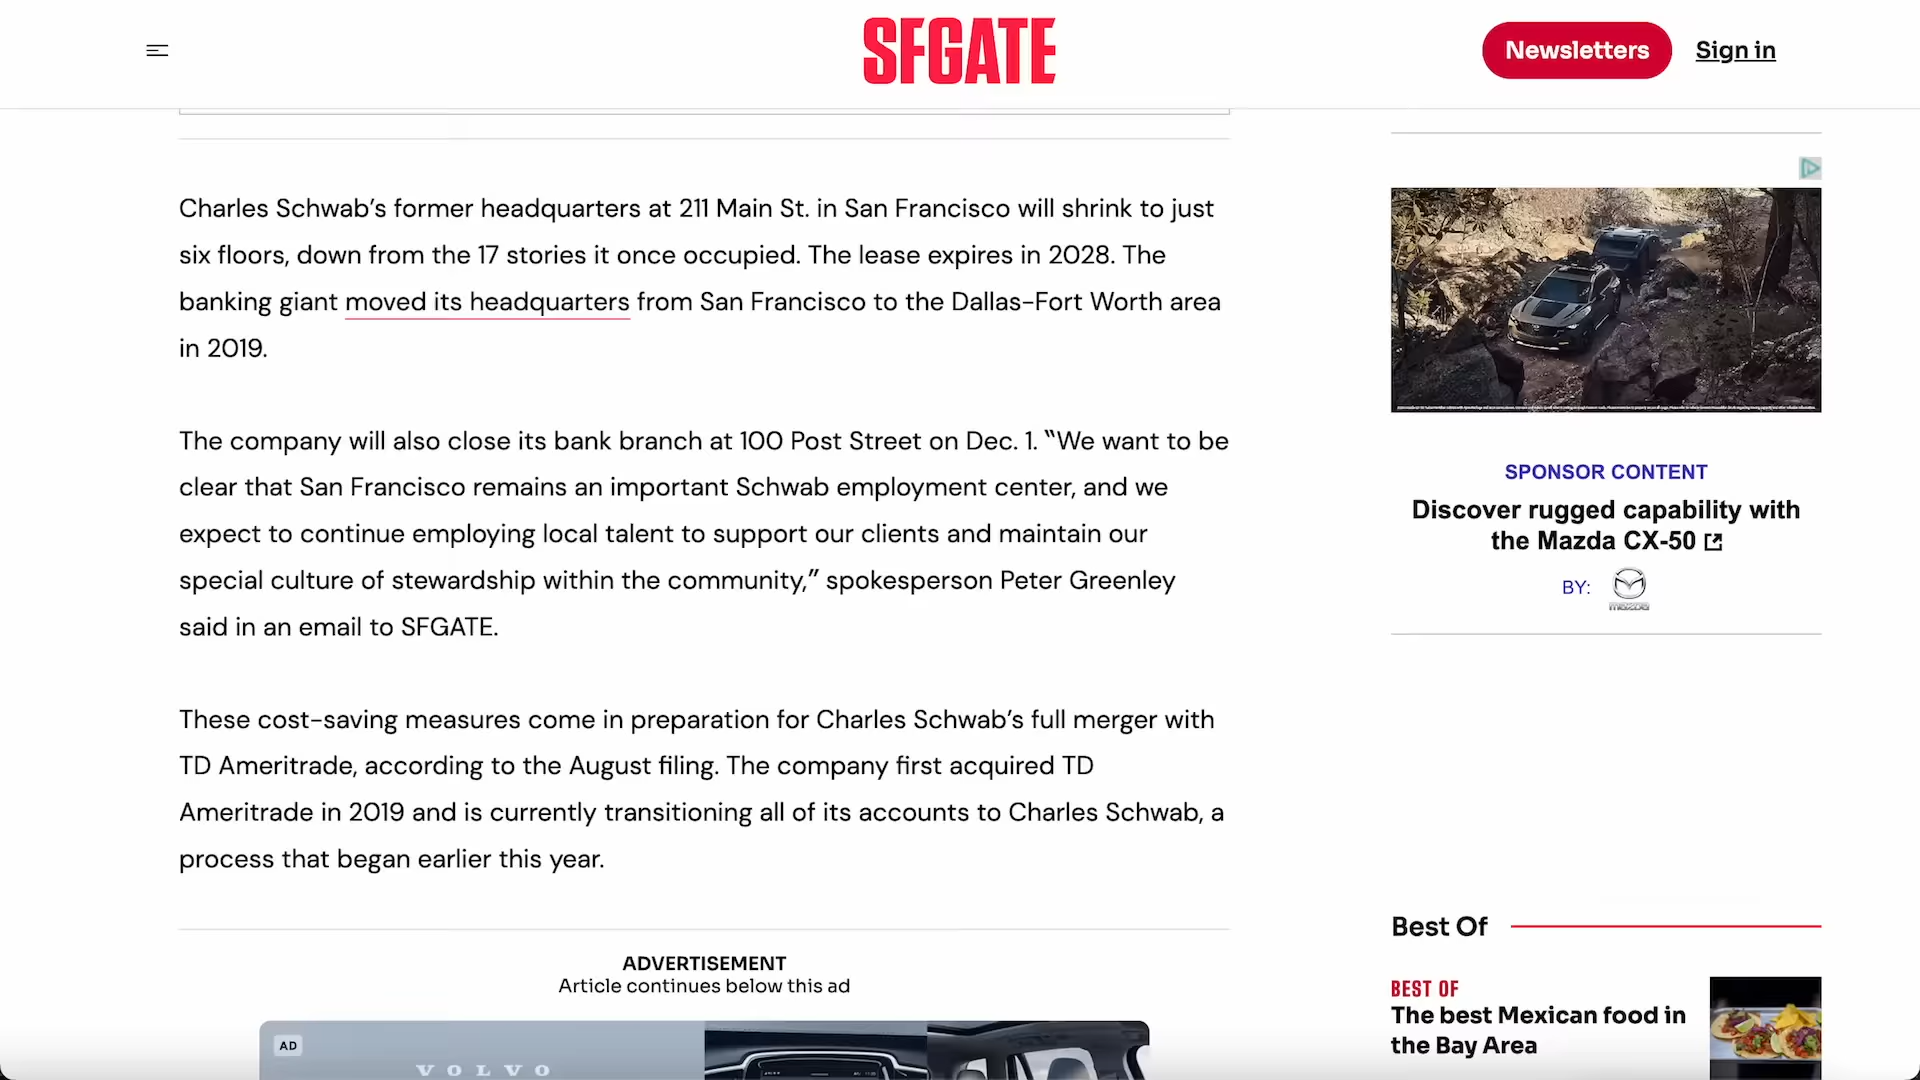 SFGATE
Newsletters
Sign in
Charles Schwab’s former headquarters at 211 Main St. in San Francisco will shrink to just
six floors, down from the 17 stories it once occupied. The lease expires in 2028. The
banking giant moved its headquarters from San Francisco to the Dallas-Fort Worth area
in 2019.
The company will also close its bank branch at 100 Post Street on Dec. 1. “We want to be
clear that San Francisco remains an important Schwab employment center, and we
expect to continue employing local talent to support our clients and maintain our
special culture of stewardship within the community,” spokesperson Peter Greenley
said in an email to SFGATE.
These cost-saving measures come in preparation for Charles Schwab’s full merger with
TD Ameritrade, according to the August filing. The company first acquired TD
Ameritrade in 2019 and is currently transitioning all of its accounts to Charles Schwab, a
process that began earlier this year.
ADVERTISEMENT
Article continues below this ad
AD
VOLVO
SPONSOR CONTENT
Discover rugged capability with
the Mazda CX-50
BY:
mazda
Best Of
BEST OF
The best Mexican food in
the Bay Area